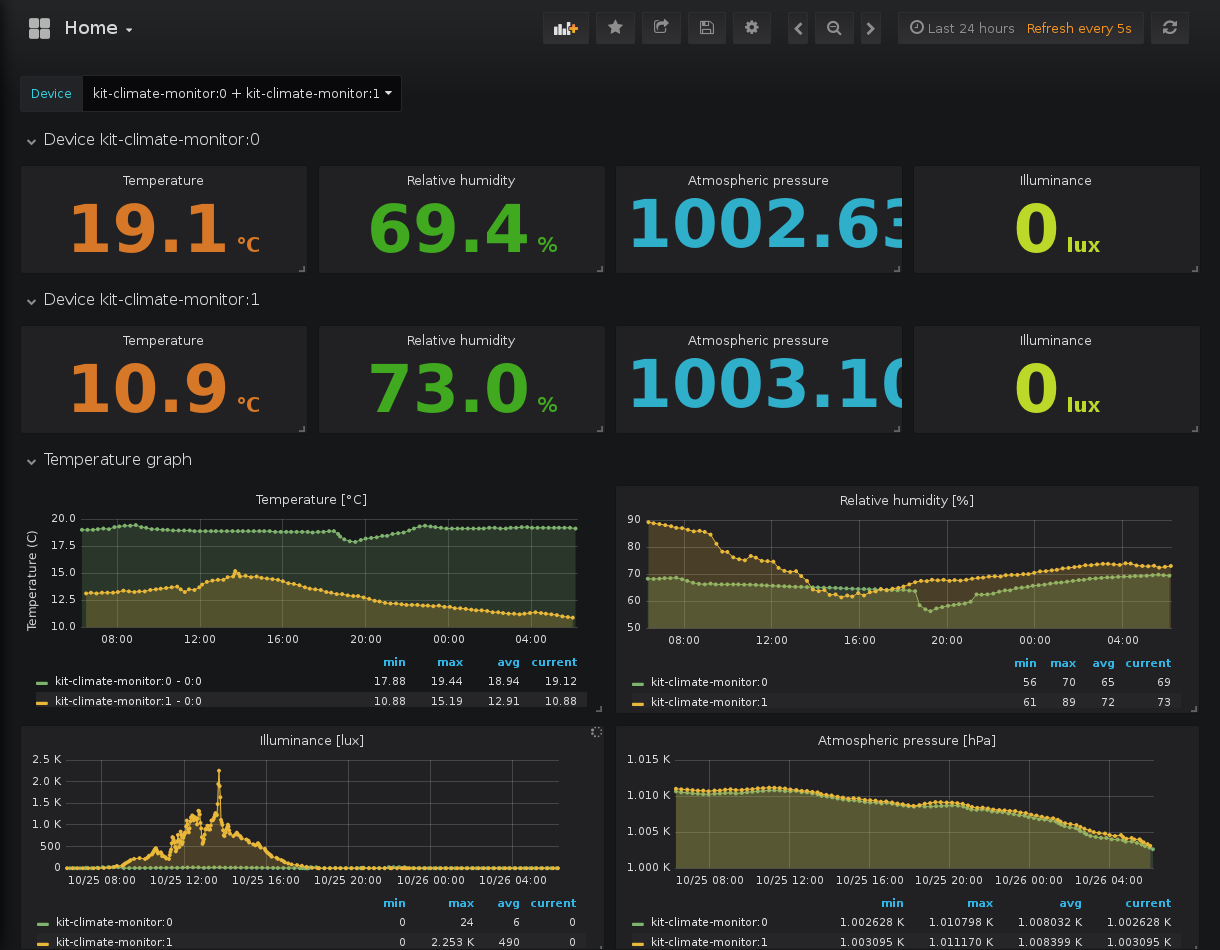 Home
Last 24 hours Refresh every 5s
Device kit-climate-monitor:0 + kit-climate-monitor:1
Device kit-climate-monitor:0
Temperature Relative humidity Atmospheric pressure Illuminance
19.1 °C 69.4 % 1002.63 0 lux
Device kit-climate-monitor:1
Temperature Relative humidity Atmospheric pressure Illuminance
10.9 °C 73.0 % 1003.10 0 lux
Temperature graph
Temperature [°C]
Temperature (C)
20.0
17.5
15.0
12.5
10.0
08:00 12:00 16:00 20:00 00:00 04:00
min max avg current
kit-climate-monitor:0 - 0:0 17.88 19.44 18.94 19.12
kit-climate-monitor:1 - 0:0 10.88 15.19 12.91 10.88
Relative humidity [%]
90
80
70
60
50
08:00 12:00 16:00 20:00 00:00 04:00
min max avg current
kit-climate-monitor:0 56 70 65 69
kit-climate-monitor:1 61 89 72 73
Illuminance [lux]
2.5 K
2.0 K
1.5 K
1.0 K
500
0
10/25 08:00 10/25 12:00 10/25 16:00 10/25 20:00 10/26 00:00 10/26 04:00
min max avg current
kit-climate-monitor:0 0 24 6 0
kit-climate-monitor:1 0 2.253 K 490 0
Atmospheric pressure [hPa]
1.015 K
1.010 K
1.005 K
1.000 K
10/25 08:00 10/25 12:00 10/25 16:00 10/25 20:00 10/26 00:00 10/26 04:00
min max avg current
kit-climate-monitor:0 1.002628 K 1.010798 K 1.008032 K 1.002628 K
kit-climate-monitor:1 1.003095 K 1.011170 K 1.008399 K 1.003095 K